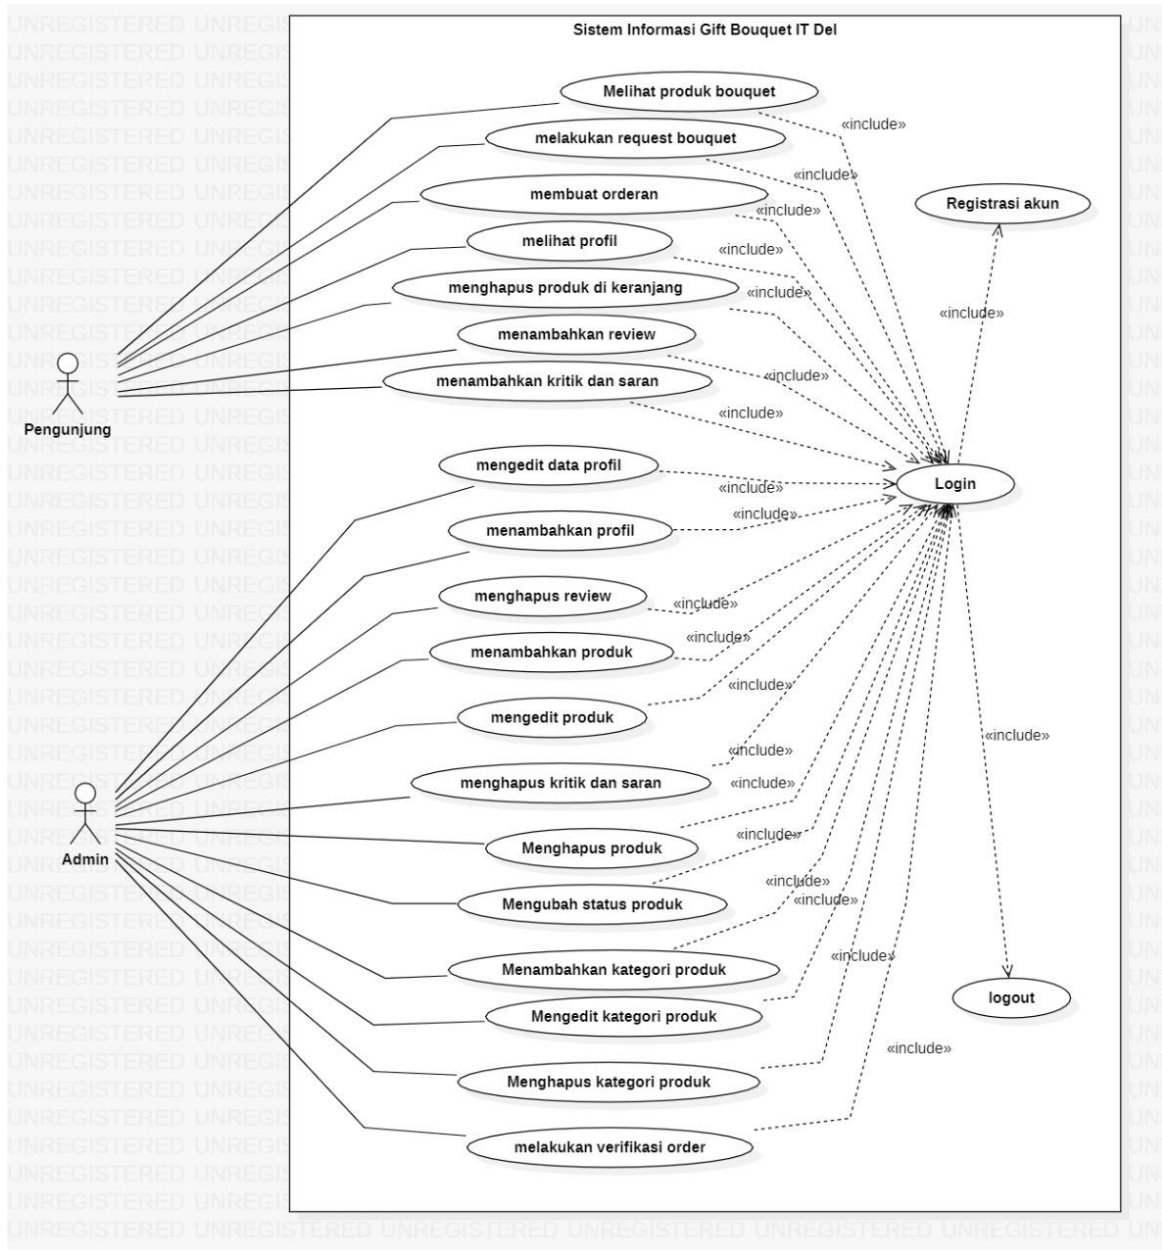 Sistem Informasi Gift Bouquet IT Del
Melihat produk bouquet
«include»
melakukan request bouquet
«include»
membuat orderan
«include»
Registrasi akun
melihat profil
«include»
menghapus produk di keranjang
«include»
«include»
menambahkan review
«include»
menambahkan kritik dan saran
«include»
Pengunjung
mengedit data profil
«include»
Login
menambahkan profil
«include»
menghapus review
«include»
menambahkan produk
«include»
mengedit produk
«include»
«include»
menghapus kritik dan saran
«include»
«include»
Menghapus produk
«include»
Admin
Mengubah status produk
«include»
«include»
Menambahkan kategori produk
«include»
logout
Mengedit kategori produk
«include»
Menghapus kategori produk
melakukan verifikasi order
UNREGISTERED UNREGISTERED UNREGISTERED UNREGISTERED UNREGISTERED UNREGISTERED UN